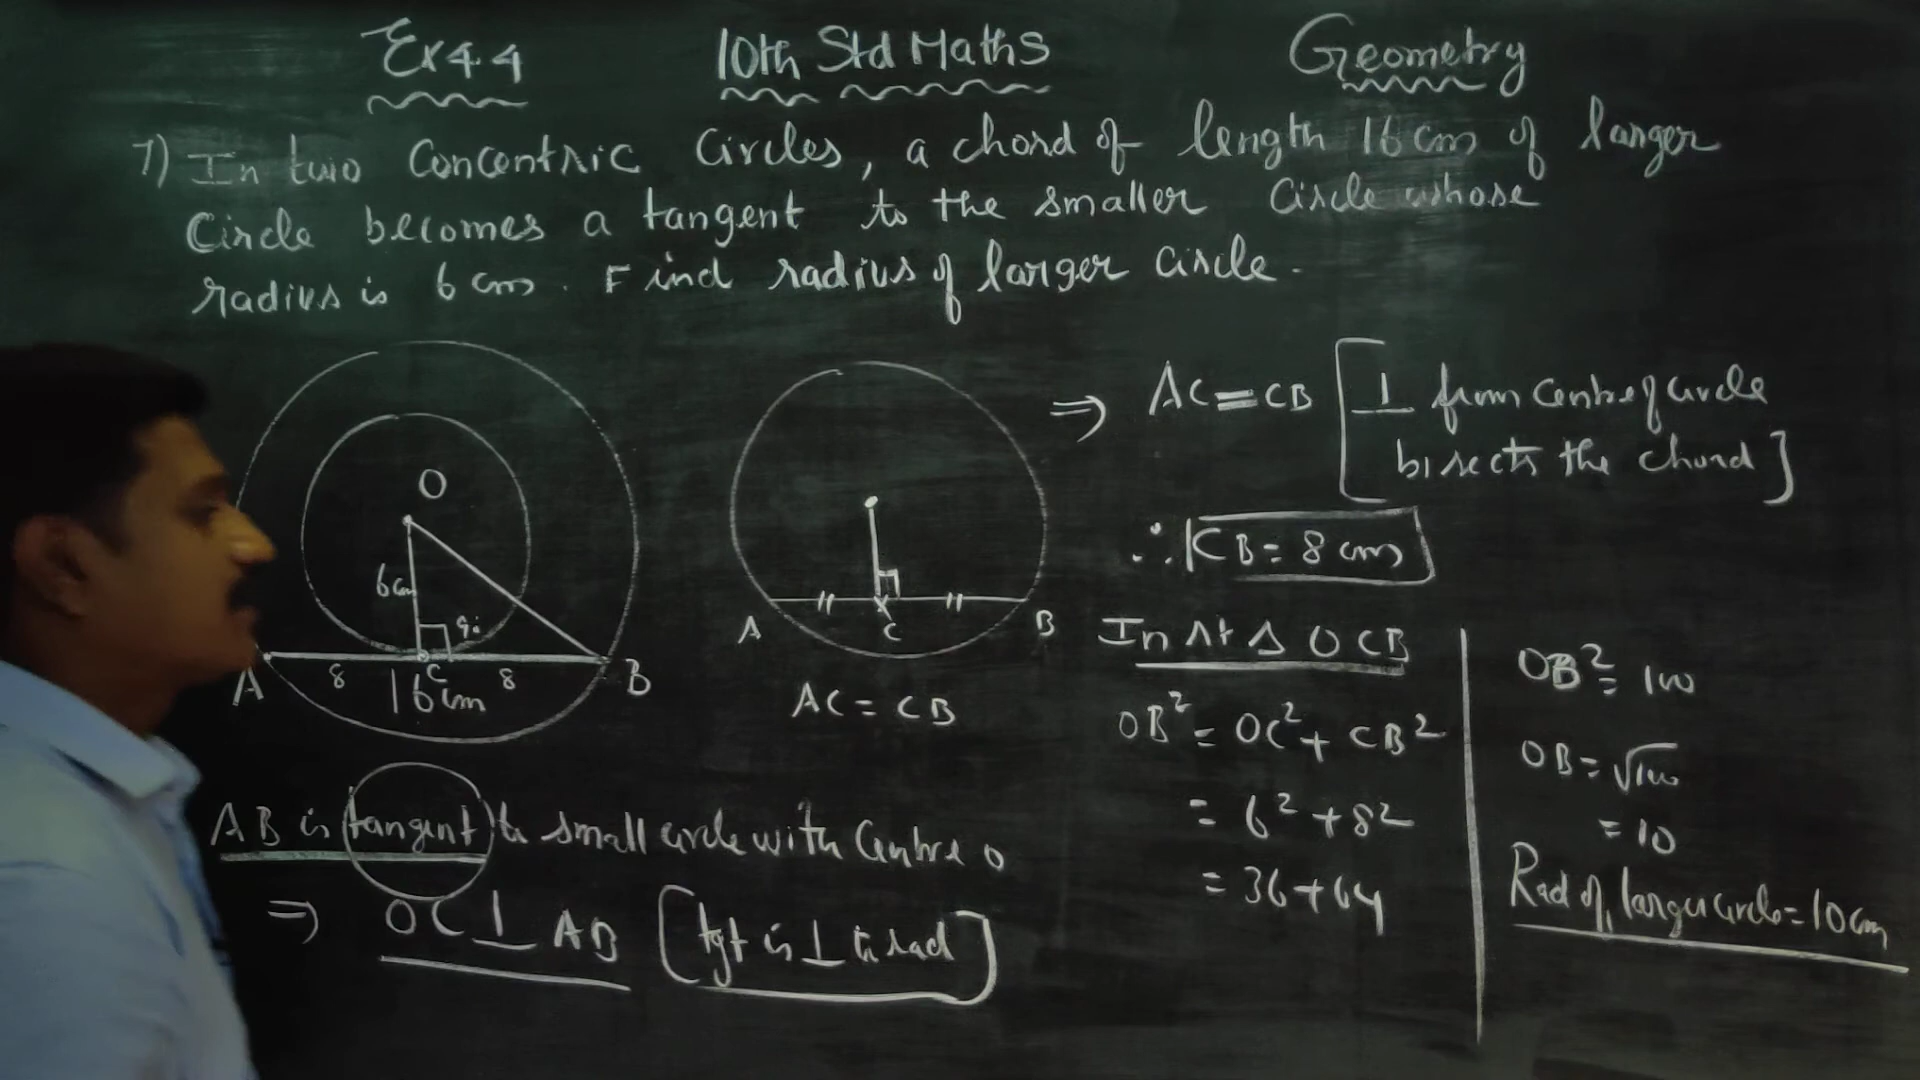 Ex 4.4 10th Std Maths Geometry
7) In two Concentric Circles, a chord of length 16 cm of larger
Circle becomes a tangent to the smaller Circle whose
radius is 6 cm. Find radius of larger circle.
O
6cm
C
8 8
A 16cm B
A C B
AC = CB
AB is tangent to small circle with Centre O
⇒ OC ⊥ AB [tgt is ⊥ to rad]
⇒ AC = CB [⊥ from Centre of Circle
bisects the chord]
∴ CB = 8 cm
In rt Δ OCB
OB² = OC² + CB²
= 6² + 8²
= 36 + 64
OB² = 100
OB = √100
= 10
Rad of larger circle = 10 cm